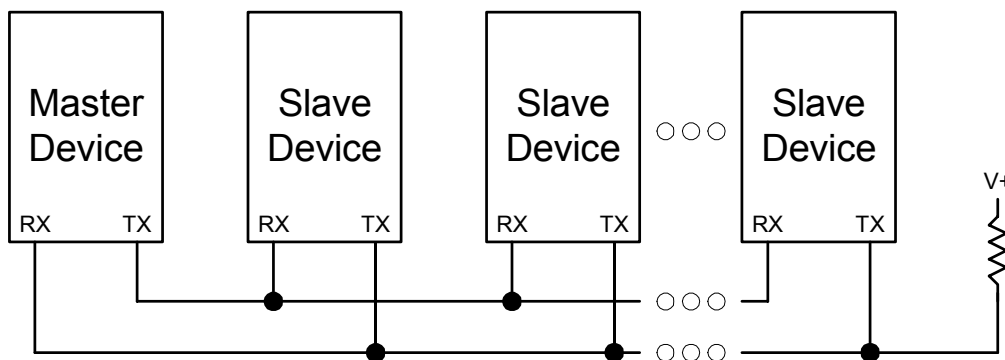 Master
Device
Slave
Device
Slave
Device
Slave
Device
RX TX
RX TX
RX TX
RX TX
V+